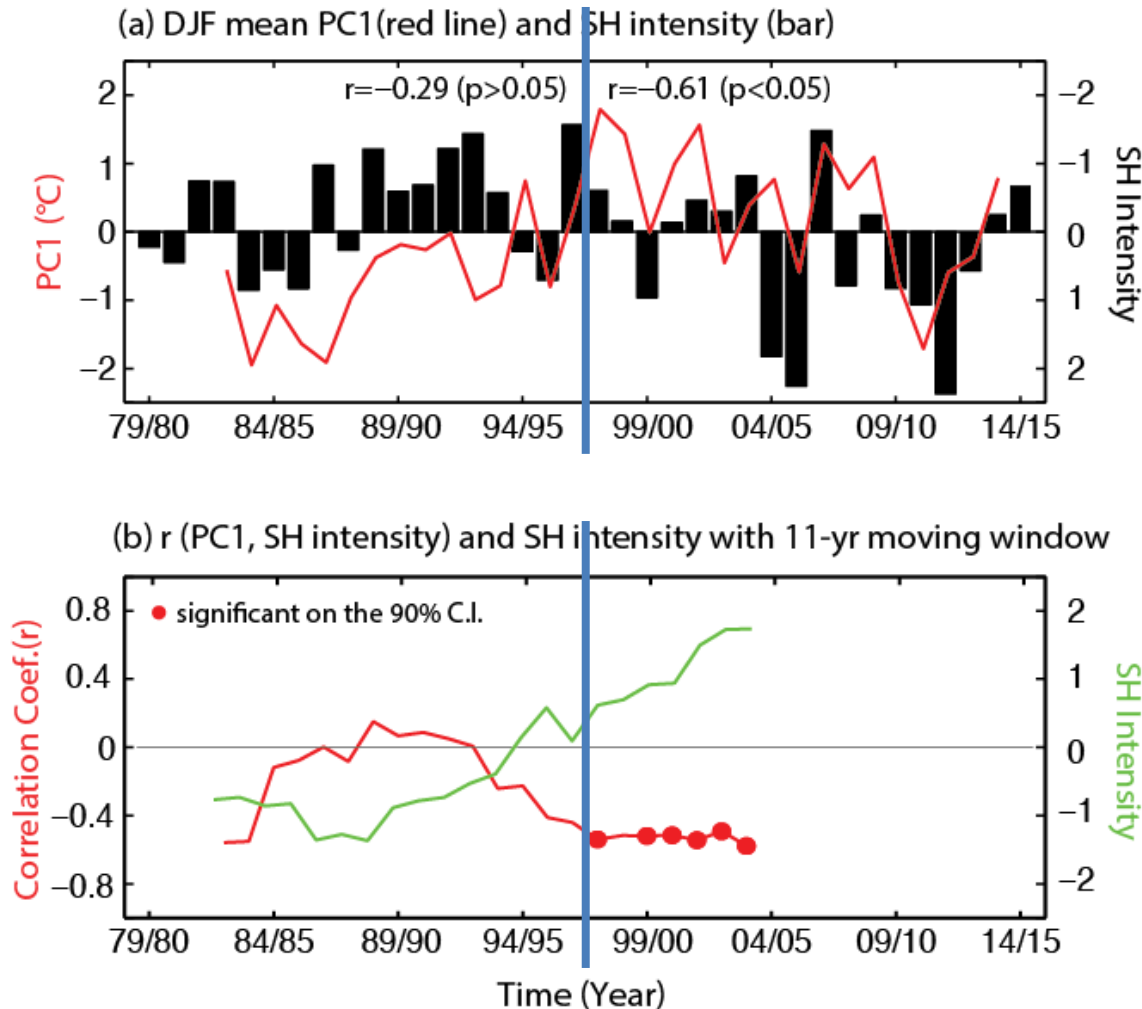 (a) DJF mean PC1(red line) and SH intensity (bar)
r=−0.29 (p>0.05) r=−0.61 (p<0.05)
PC1 (°C)
2
1
0
−1
−2
−2
−1
0
1
2
SH Intensity
79/80 84/85 89/90 94/95 99/00 04/05 09/10 14/15
(b) r (PC1, SH intensity) and SH intensity with 11-yr moving window
significant on the 90% C.I.
Correlation Coef.(r)
0.8
0.4
0
−0.4
−0.8
2
1
0
−1
−2
SH Intensity
79/80 84/85 89/90 94/95 99/00 04/05 09/10 14/15
Time (Year)